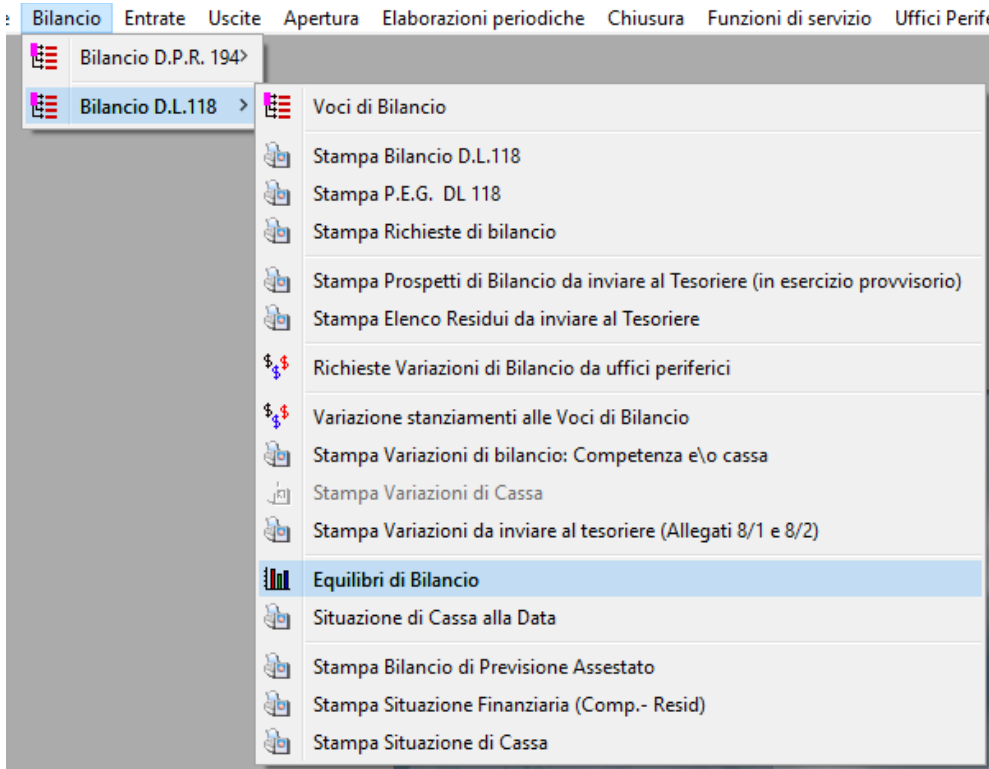 Bilancio Entrate Uscite Apertura Elaborazioni periodiche Chiusura Funzioni di servizio Uffici Perife
Bilancio D.P.R. 194>
Bilancio D.L.118 >
Voci di Bilancio
Stampa Bilancio D.L.118
Stampa P.E.G.  DL 118
Stampa Richieste di bilancio
Stampa Prospetti di Bilancio da inviare al Tesoriere (in esercizio provvisorio)
Stampa Elenco Residui da inviare al Tesoriere
Richieste Variazioni di Bilancio da uffici periferici
Variazione stanziamenti alle Voci di Bilancio
Stampa Variazioni di bilancio: Competenza e\o cassa
Stampa Variazioni di Cassa
Stampa Variazioni da inviare al tesoriere (Allegati 8/1 e 8/2)
Equilibri di Bilancio
Situazione di Cassa alla Data
Stampa Bilancio di Previsione Assestato
Stampa Situazione Finanziaria (Comp.- Resid)
Stampa Situazione di Cassa